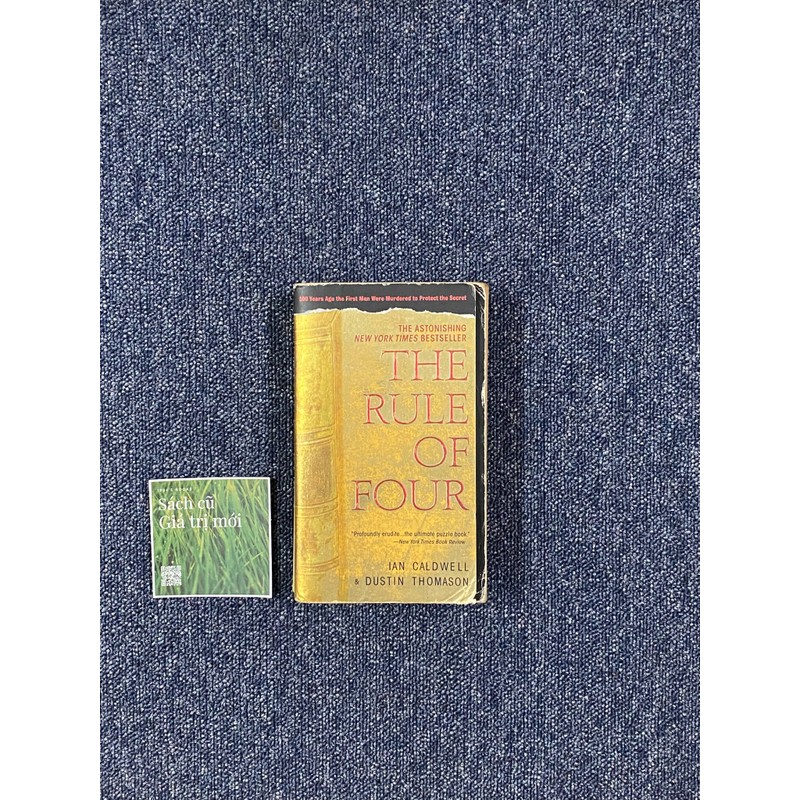 500 Years Ago the First Men Were Murdered to Protect the Secret
THE ASTONISHING
NEW YORK TIMES BESTSELLER
THE
RULE
OF
FOUR
"Profoundly erudite...the ultimate puzzle book."
—New York Times Book Review
IAN CALDWELL
& DUSTIN THOMASON
Sách cũ
Giá trị mới